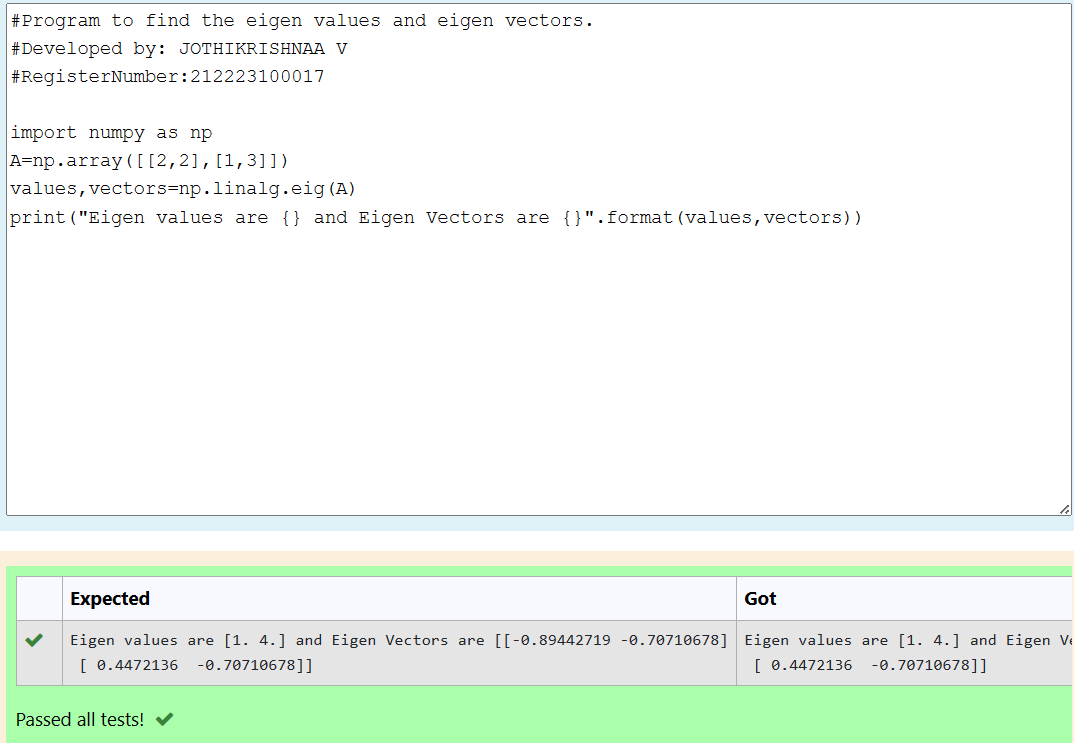 #Program to find the eigen values and eigen vectors.
#Developed by: JOTHIKRISHNAA V
#RegisterNumber:212223100017
import numpy as np
A=np.array([[2,2],[1,3]])
values,vectors=np.linalg.eig(A)
print("Eigen values are {} and Eigen Vectors are {}".format(values,vectors))
Expected Got
Eigen values are [1. 4.] and Eigen Vectors are [[-0.89442719 -0.70710678] Eigen values are [1. 4.] and Eigen
[ 0.4472136 -0.70710678]] [ 0.4472136 -0.70710678]]
Passed all tests!